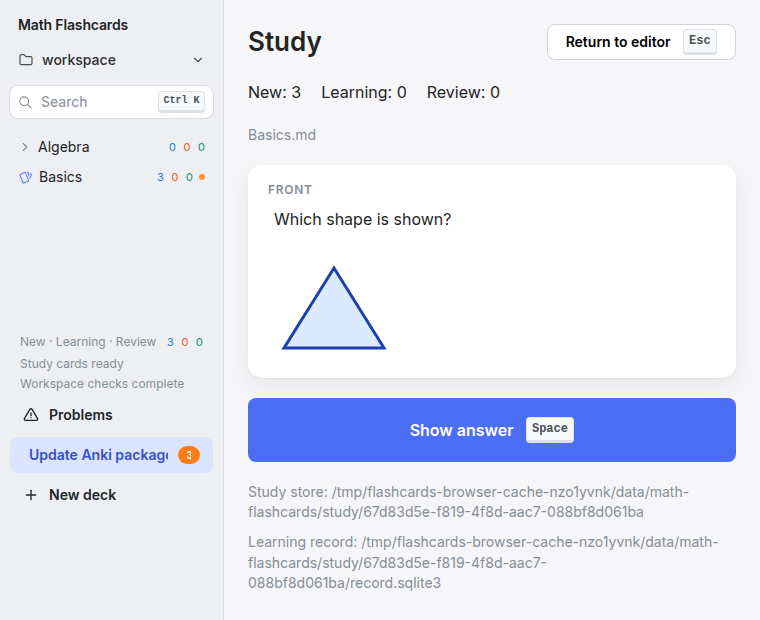 Math Flashcards
workspace
Search Ctrl K
Algebra 0 0 0
Basics 3 0 0
New · Learning · Review 3 0 0
Study cards ready
Workspace checks complete
Problems
Update Anki package 3
New deck
Study
Return to editor Esc
New: 3 Learning: 0 Review: 0
Basics.md
FRONT
Which shape is shown?
Show answer Space
Study store: /tmp/flashcards-browser-cache-nzo1yvnk/data/math-
flashcards/study/67d83d5e-f819-4f8d-aac7-088bf8d061ba
Learning record: /tmp/flashcards-browser-cache-nzo1yvnk/data/math-
flashcards/study/67d83d5e-f819-4f8d-aac7-
088bf8d061ba/record.sqlite3